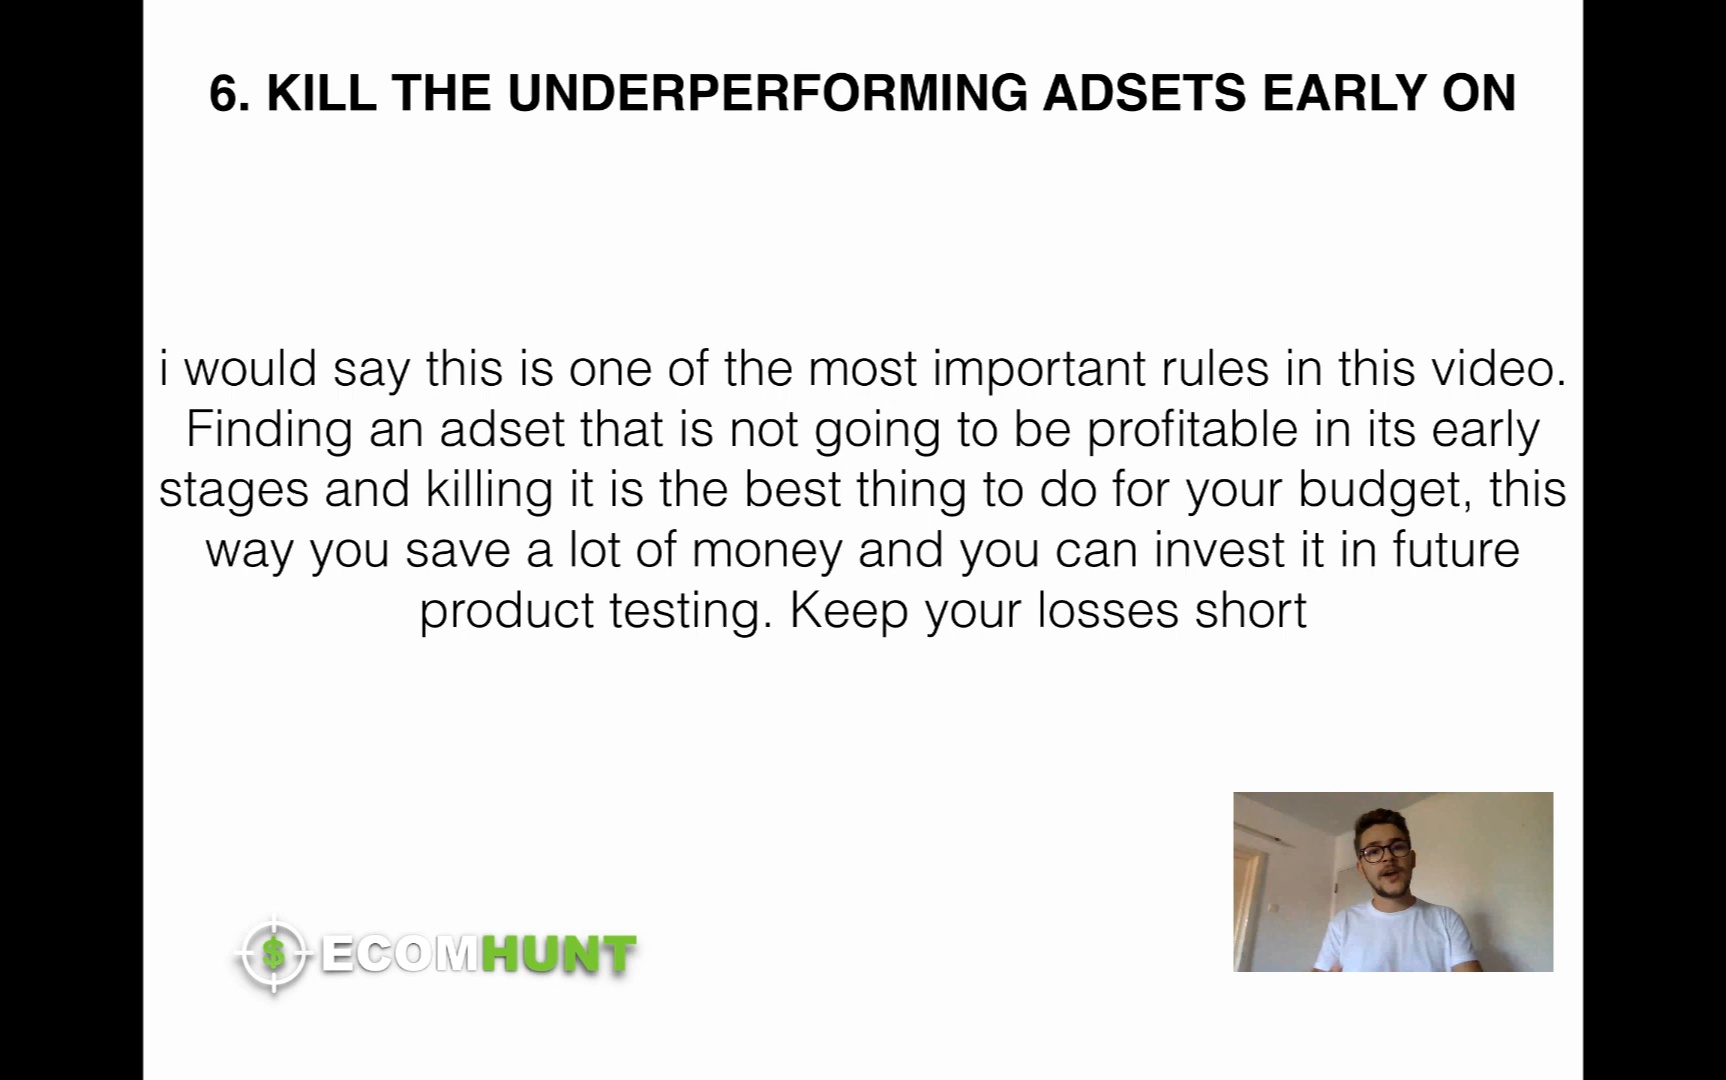 6. KILL THE UNDERPERFORMING ADSETS EARLY ON
i would say this is one of the most important rules in this video.
Finding an adset that is not going to be profitable in its early
stages and killing it is the best thing to do for your budget, this
way you save a lot of money and you can invest it in future
product testing. Keep your losses short
$ ECOMHUNT